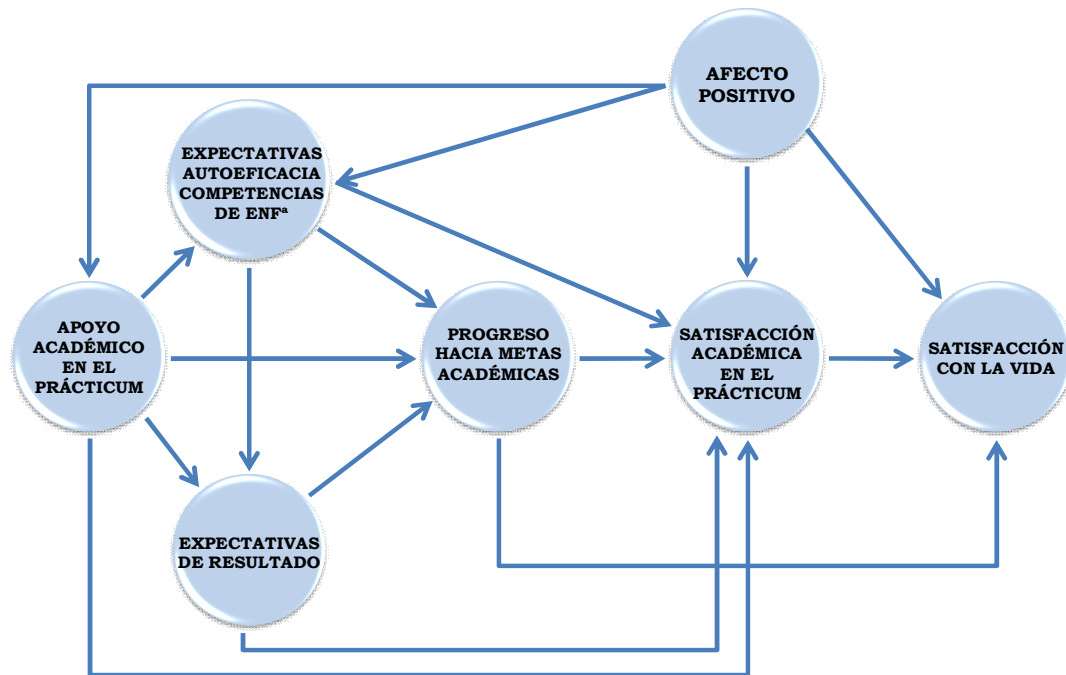 AFECTO
POSITIVO
EXPECTATIVAS
AUTOEFICACIA
COMPETENCIAS
DE ENFª
APOYO
ACADÉMICO
EN EL
PRÁCTICUM
PROGRESO
HACIA METAS
ACADÉMICAS
SATISFACCIÓN
ACADÉMICA
EN EL
PRÁCTICUM
SATISFACCIÓN
CON LA VIDA
EXPECTATIVAS
DE RESULTADO